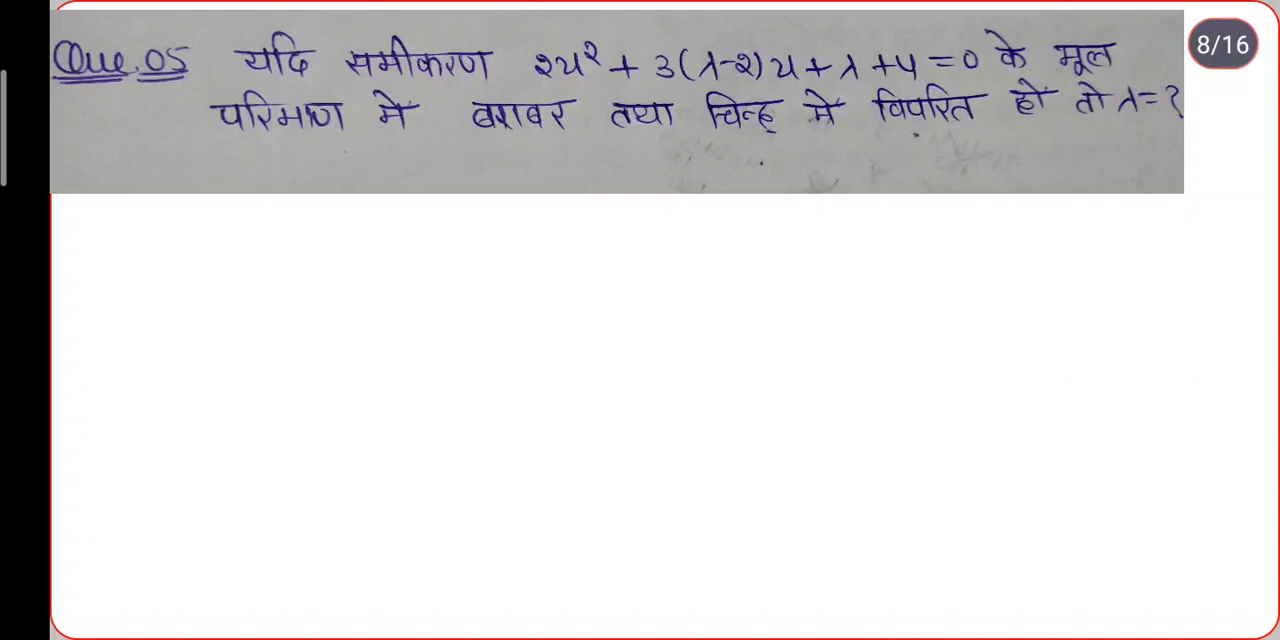 Que. 05 यदि समीकरण 2x² + 3(λ-2)x + λ + 4 = 0 के मूल
परिमाण मे बराबर तथा चिन्ह मे विपरित हो तो λ = ?
8/16